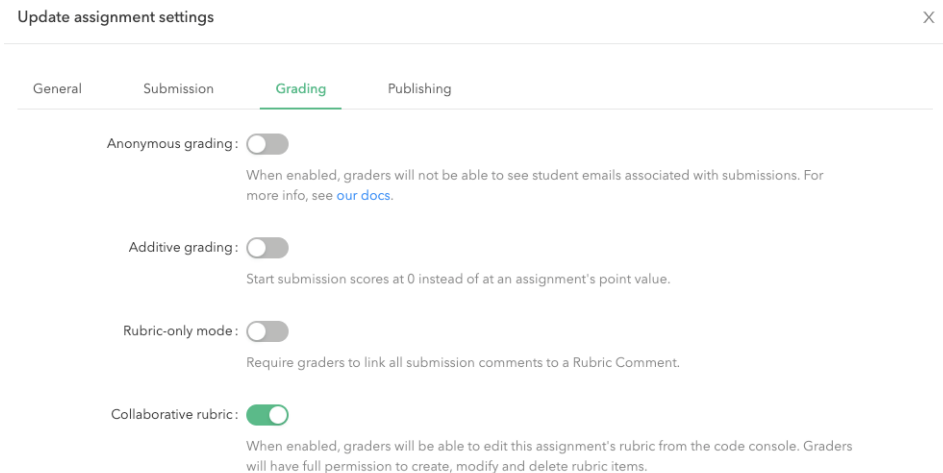 Update assignment settings X
General Submission Grading Publishing
Anonymous grading:
When enabled, graders will not be able to see student emails associated with submissions. For
more info, see our docs.
Additive grading:
Start submission scores at 0 instead of at an assignment's point value.
Rubric-only mode:
Require graders to link all submission comments to a Rubric Comment.
Collaborative rubric:
When enabled, graders will be able to edit this assignment's rubric from the code console. Graders
will have full permission to create, modify and delete rubric items.